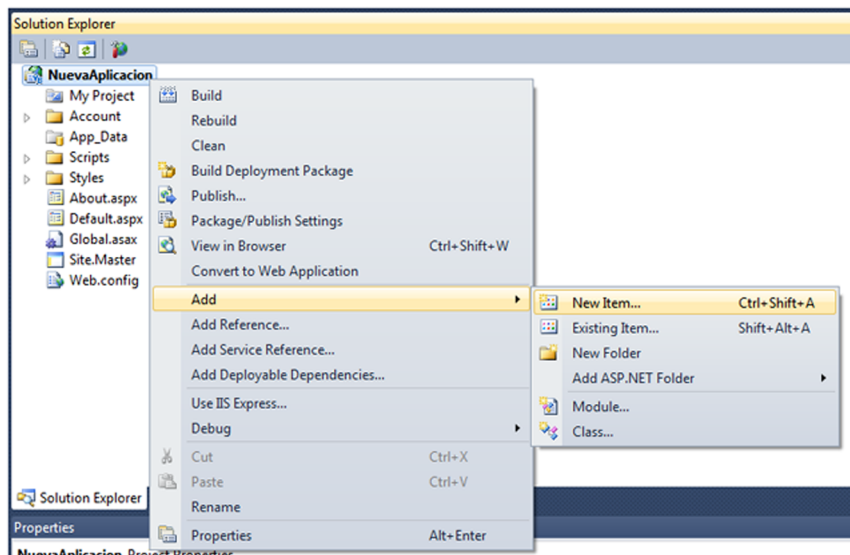 Solution Explorer
NuevaAplicacion
My Project
Account
App_Data
Scripts
Styles
About.aspx
Default.aspx
Global.asax
Site.Master
Web.config
Build
Rebuild
Clean
Build Deployment Package
Publish...
Package/Publish Settings
View in Browser Ctrl+Shift+W
Convert to Web Application
Add
Add Reference...
Add Service Reference...
Add Deployable Dependencies...
Use IIS Express...
Debug
Cut Ctrl+X
Paste Ctrl+V
Rename
Properties Alt+Enter
New Item... Ctrl+Shift+A
Existing Item... Shift+Alt+A
New Folder
Add ASP.NET Folder
Module...
Class...
Solution Explorer
Properties
NuevaAplicacion Project Properties